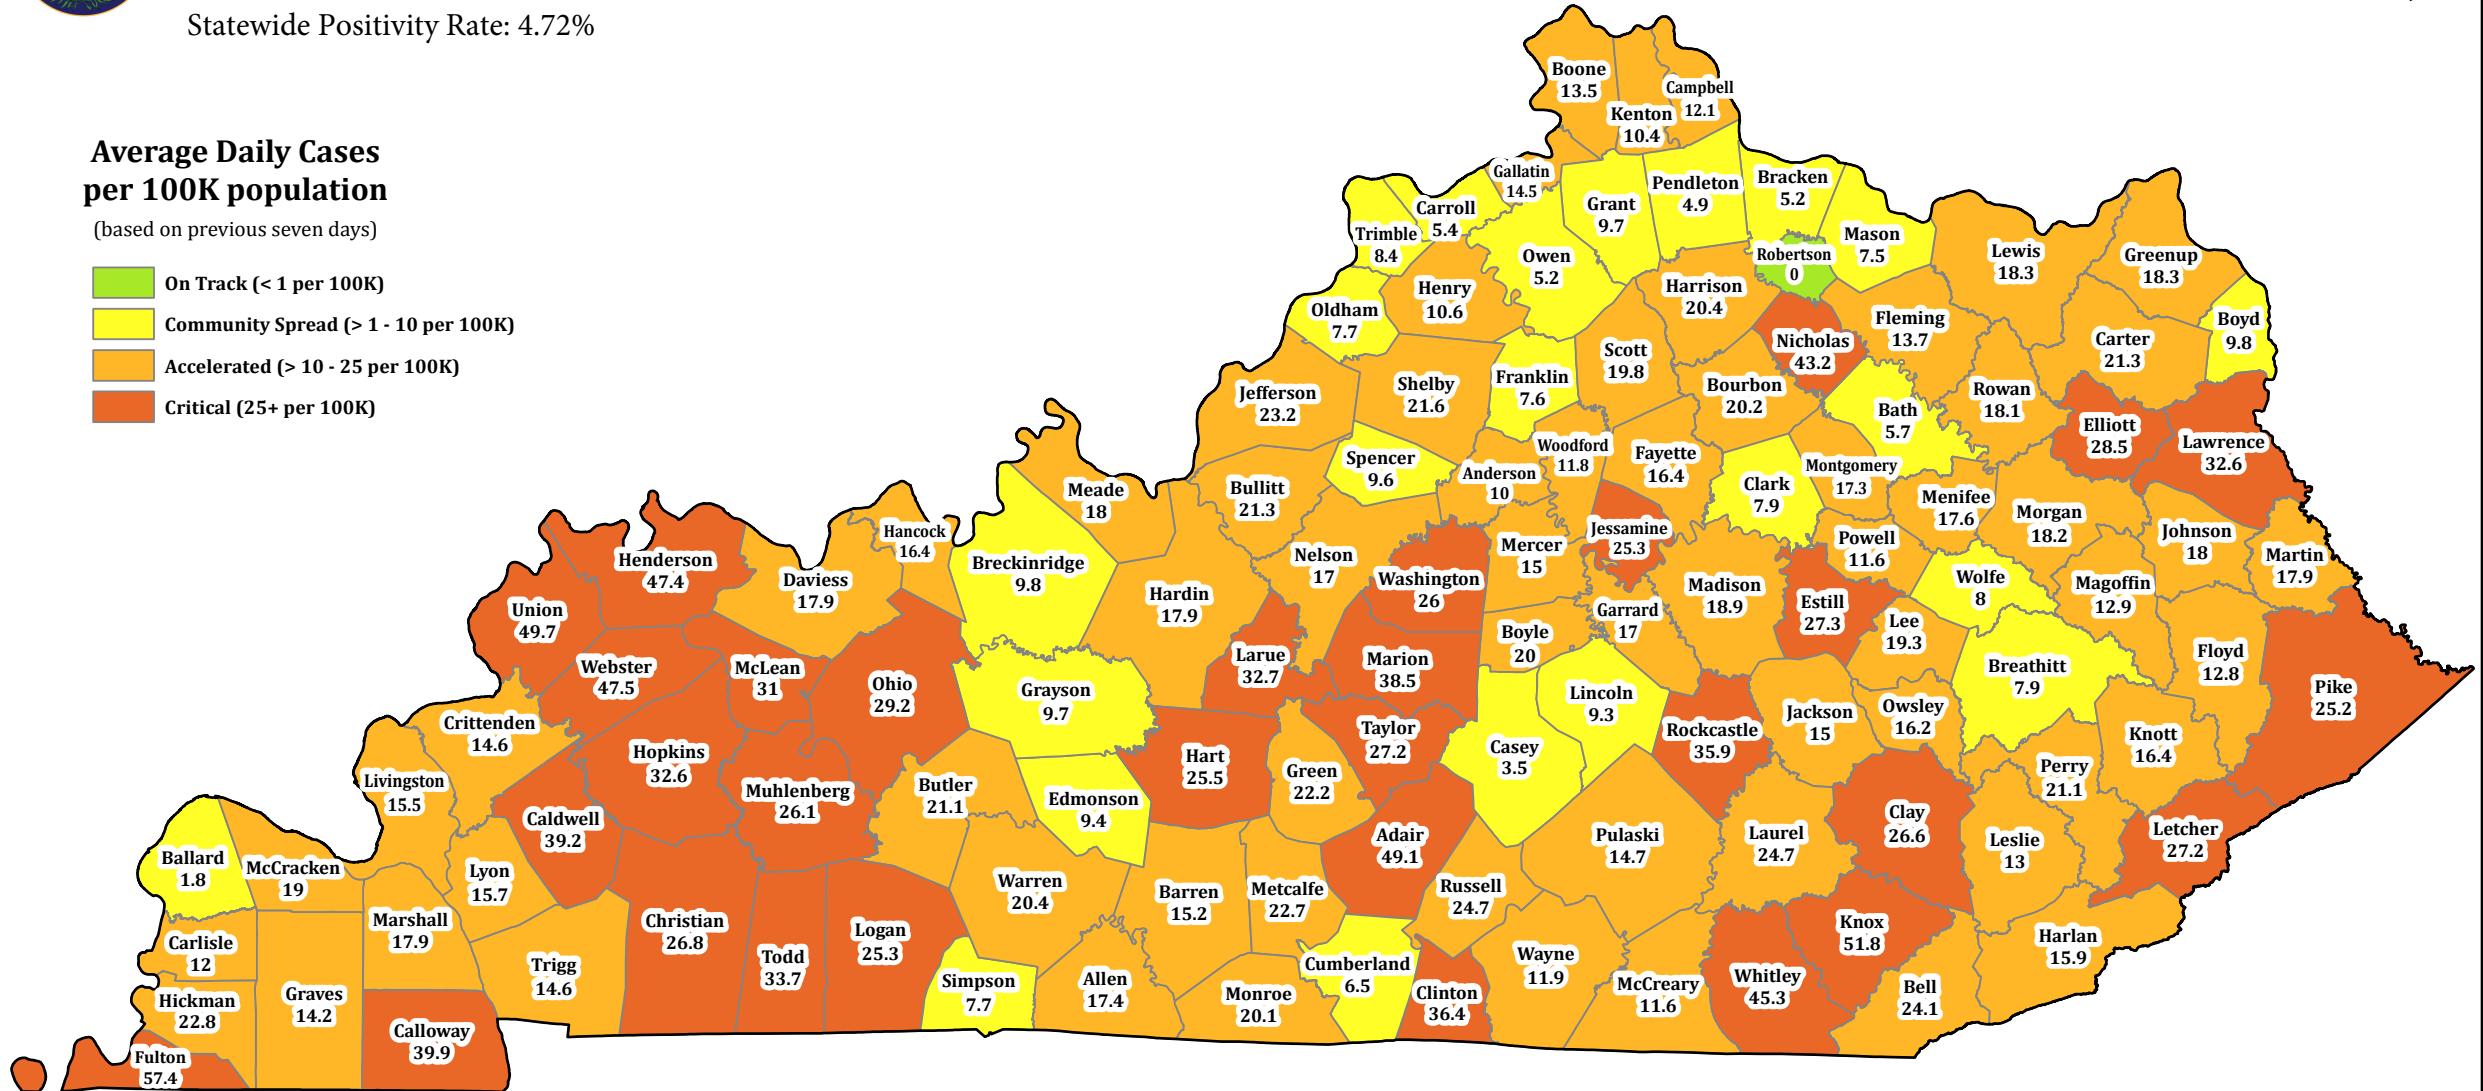 Statewide Positivity Rate: 4.72%
Average Daily Cases
per 100K population
(based on previous seven days)
On Track (< 1 per 100K)
Community Spread (> 1 - 10 per 100K)
Accelerated (> 10 - 25 per 100K)
Critical (25+ per 100K)
Boone
13.5
Kenton
10.4
Campbell
12.1
Gallatin
14.5
Carroll
5.4
Trimble
8.4
Grant
9.7
Pendleton
4.9
Bracken
5.2
Mason
7.5
Robertson
0
Owen
5.2
Henry
10.6
Oldham
7.7
Harrison
20.4
Lewis
18.3
Greenup
18.3
Boyd
9.8
Carter
21.3
Fleming
13.7
Nicholas
43.2
Scott
19.8
Franklin
7.6
Shelby
21.6
Jefferson
23.2
Bourbon
20.2
Bath
5.7
Rowan
18.1
Elliott
28.5
Lawrence
32.6
Spencer
9.6
Anderson
10
Woodford
11.8
Fayette
16.4
Clark
7.9
Montgomery
17.3
Menifee
17.6
Morgan
18.2
Johnson
18
Martin
17.9
Meade
18
Bullitt
21.3
Nelson
17
Washington
26
Mercer
15
Jessamine
25.3
Madison
18.9
Estill
27.3
Powell
11.6
Wolfe
8
Magoffin
12.9
Lee
19.3
Breathitt
7.9
Floyd
12.8
Pike
25.2
Hancock
16.4
Breckinridge
9.8
Hardin
17.9
Henderson
47.4
Daviess
17.9
Union
49.7
Webster
47.5
McLean
31
Ohio
29.2
Grayson
9.7
Larue
32.7
Marion
38.5
Boyle
20
Garrard
17
Lincoln
9.3
Casey
3.5
Taylor
27.2
Rockcastle
35.9
Jackson
15
Owsley
16.2
Perry
21.1
Knott
16.4
Letcher
27.2
Crittenden
14.6
Livingston
15.5
Hopkins
32.6
Muhlenberg
26.1
Butler
21.1
Edmonson
9.4
Hart
25.5
Green
22.2
Adair
49.1
Pulaski
14.7
Laurel
24.7
Clay
26.6
Leslie
13
Caldwell
39.2
Lyon
15.7
Ballard
1.8
McCracken
19
Marshall
17.9
Carlisle
12
Hickman
22.8
Graves
14.2
Calloway
39.9
Fulton
57.4
Trigg
14.6
Christian
26.8
Todd
33.7
Logan
25.3
Simpson
7.7
Warren
20.4
Allen
17.4
Barren
15.2
Metcalfe
22.7
Monroe
20.1
Cumberland
6.5
Russell
24.7
Clinton
36.4
Wayne
11.9
McCreary
11.6
Whitley
45.3
Knox
51.8
Bell
24.1
Harlan
15.9